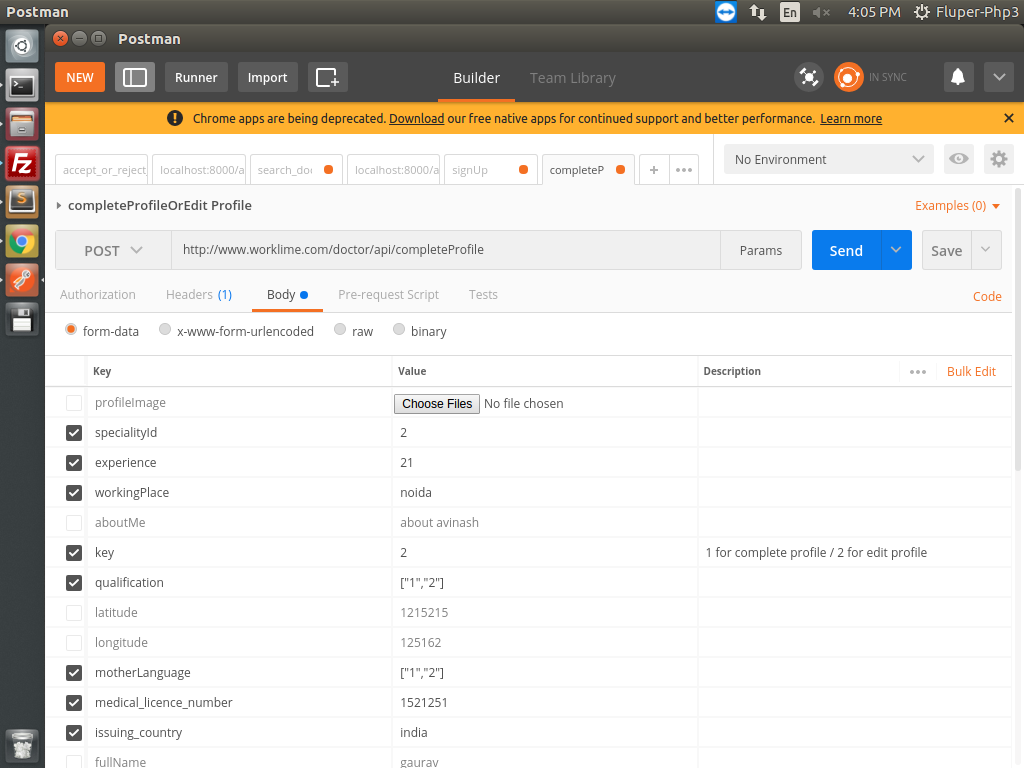 Postman
En
4:05 PM
Fluper-Php3
Postman
NEW
Runner
Import
Builder
Team Library
IN SYNC
Chrome apps are being deprecated. Download our free native apps for continued support and better performance. Learn more
accept_or_reject
localhost:8000/a
search_doc
localhost:8000/a
signUp
completeP
No Environment
completeProfileOrEdit Profile
Examples (0)
POST
http://www.worklime.com/doctor/api/completeProfile
Params
Send
Save
Authorization
Headers (1)
Body
Pre-request Script
Tests
Code
form-data
x-www-form-urlencoded
raw
binary
Key
Value
Description
Bulk Edit
profileImage
Choose Files No file chosen
specialityId
2
experience
21
workingPlace
noida
aboutMe
about avinash
key
2
1 for complete profile / 2 for edit profile
qualification
["1","2"]
latitude
1215215
longitude
125162
motherLanguage
["1","2"]
medical_licence_number
1521251
issuing_country
india
fullName
gaurav